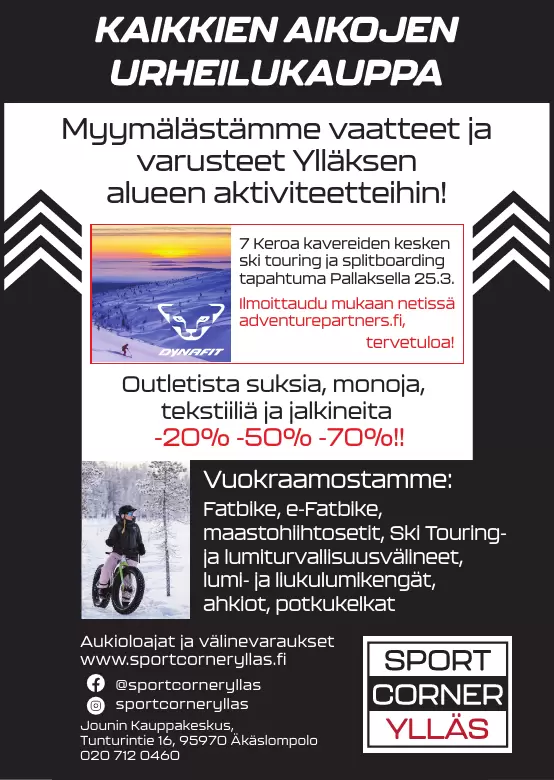 KAIKKIEN AIKOJEN
URHEILUKAUPPA
Myymälästämme vaatteet ja
varusteet Ylläksen
alueen aktiviteetteihin!
7 Keroa kavereiden kesken
ski touring ja splitboarding
tapahtuma Pallaksella 25.3.
Ilmoittaudu mukaan netissä
adventurepartners.fi,
tervetuloa!
DYNAFIT
Outletista suksia, monoja,
tekstiiliä ja jalkineita
-20% -50% -70%!!
Vuokraamostamme:
Fatbike, e-Fatbike,
maastohiihtosetit, Ski Touring-
ja lumiturvallisuusvälineet,
lumi- ja liukulumikengät,
ahkiot, potkukelkat
Aukioloajat ja välinevaraukset
www.sportcorneryllas.fi
@sportcorneryllas
sportcorneryllas
Jounin Kauppakeskus,
Tunturintie 16, 95970 Äkäslompolo
020 712 0460
SPORT
CORNER
YLLÄS